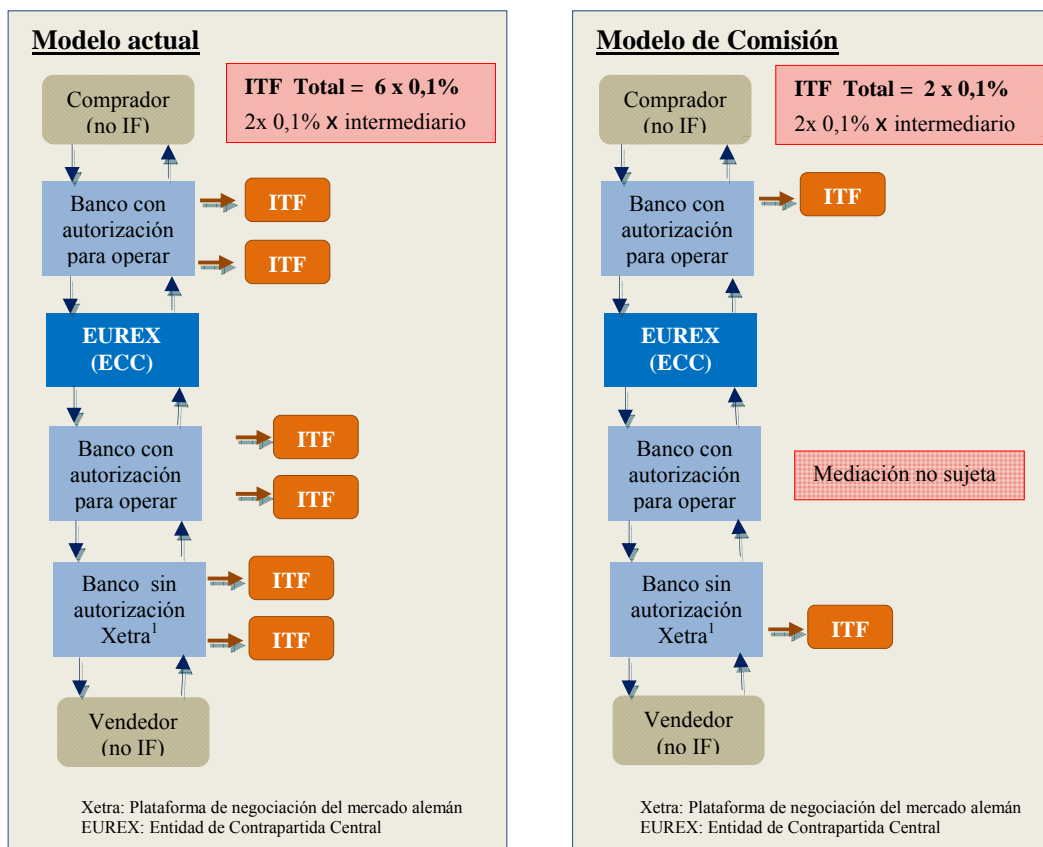 Modelo actual
ITF Total = 6 x 0,1%
2x 0,1% x intermediario
Comprador
(no IF)
Banco con
autorización
para operar
ITF
ITF
EUREX
(ECC)
Banco con
autorización
para operar
ITF
ITF
Banco sin
autorización
Xetra1
ITF
ITF
Vendedor
(no IF)
Xetra: Plataforma de negociación del mercado alemán
EUREX: Entidad de Contrapartida Central
Modelo de Comisión
ITF Total = 2 x 0,1%
2x 0,1% x intermediario
Comprador
(no IF)
Banco con
autorización
para operar
ITF
EUREX
(ECC)
Banco con
autorización
para operar
Mediación no sujeta
Banco sin
autorización
Xetra1
ITF
Vendedor
(no IF)
Xetra: Plataforma de negociación del mercado alemán
EUREX: Entidad de Contrapartida Central